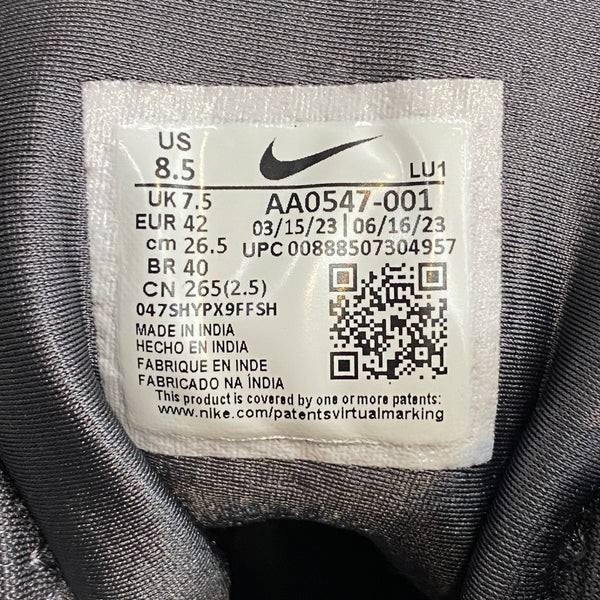 US
8.5
LU1
UK 7.5
AA0547-001
EUR 42
03/15/23 | 06/16/23
cm 26.5
UPC 00888507304957
BR 40
CN 265(2.5)
047SHYPX9FFSH
MADE IN INDIA
HECHO EN INDIA
FABRIQUE EN INDE
FABRICADO NA ÍNDIA
This product is covered by one or more patents:
www.nike.com/patentsvirtualmarking